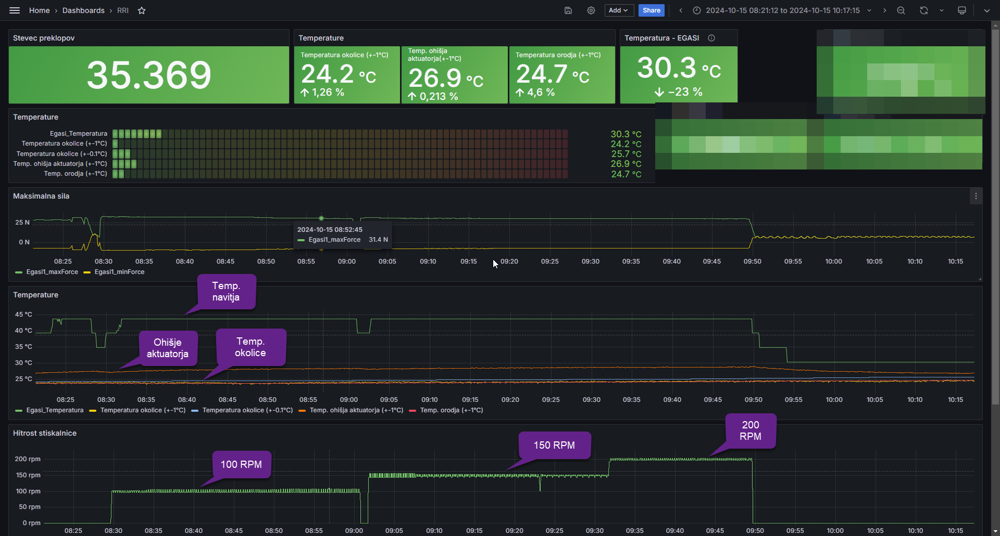 Home › Dashboards › RRI
Add
Share
2024-10-15 08:21:12 to 2024-10-15 10:17:15
Stevec preklopov
35.369
Temperature
Temperatura okolice (+-1°C)
24.2 °C
1,26 %
Temp. ohišja
aktuatorja(+-1°C)
26.9 °C
0,213 %
Temperatura orodja (+-1°C)
24.7 °C
4,6 %
Temperatura - EGASI
30.3 °C
−23 %
Temperature
Egasi_Temperatura 30.3 °C
Temperatura okolice (+-1°C) 24.2 °C
Temperatura okolice (+-0.1°C) 25.7 °C
Temp. ohišja aktuatorja (+-1°C) 26.9 °C
Temp. orodja (+-1°C) 24.7 °C
Maksimalna sila
25 N
0 N
2024-10-15 08:52:45
Egasi1_maxForce 31.4 N
08:25 08:30 08:35 08:40 08:45 08:50 08:55 09:00 09:05 09:10 09:15 09:20 09:25 09:30 09:35 09:40 09:45 09:50 09:55 10:00 10:05 10:10 10:15
Egasi1_maxForce Egasi1_minForce
Temperature
Temp.
navitja
45 °C
40 °C
35 °C
30 °C
25 °C
Ohišje
aktuatorja
Temp.
okolice
08:25 08:30 08:35 08:40 08:45 08:50 08:55 09:00 09:05 09:10 09:15 09:20 09:25 09:30 09:35 09:40 09:45 09:50 09:55 10:00 10:05 10:10 10:15
Egasi_Temperatura Temperatura okolice (+-1°C) Temperatura okolice (+-0.1°C) Temp. ohišja aktuatorja (+-1°C) Temp. orodja (+-1°C)
Hitrost stiskalnice
200 rpm
150 rpm
100 rpm
50 rpm
0 rpm
100 RPM
150 RPM
200
RPM
08:25 08:30 08:35 08:40 08:45 08:50 08:55 09:00 09:05 09:10 09:15 09:20 09:25 09:30 09:35 09:40 09:45 09:50 09:55 10:00 10:05 10:10 10:15